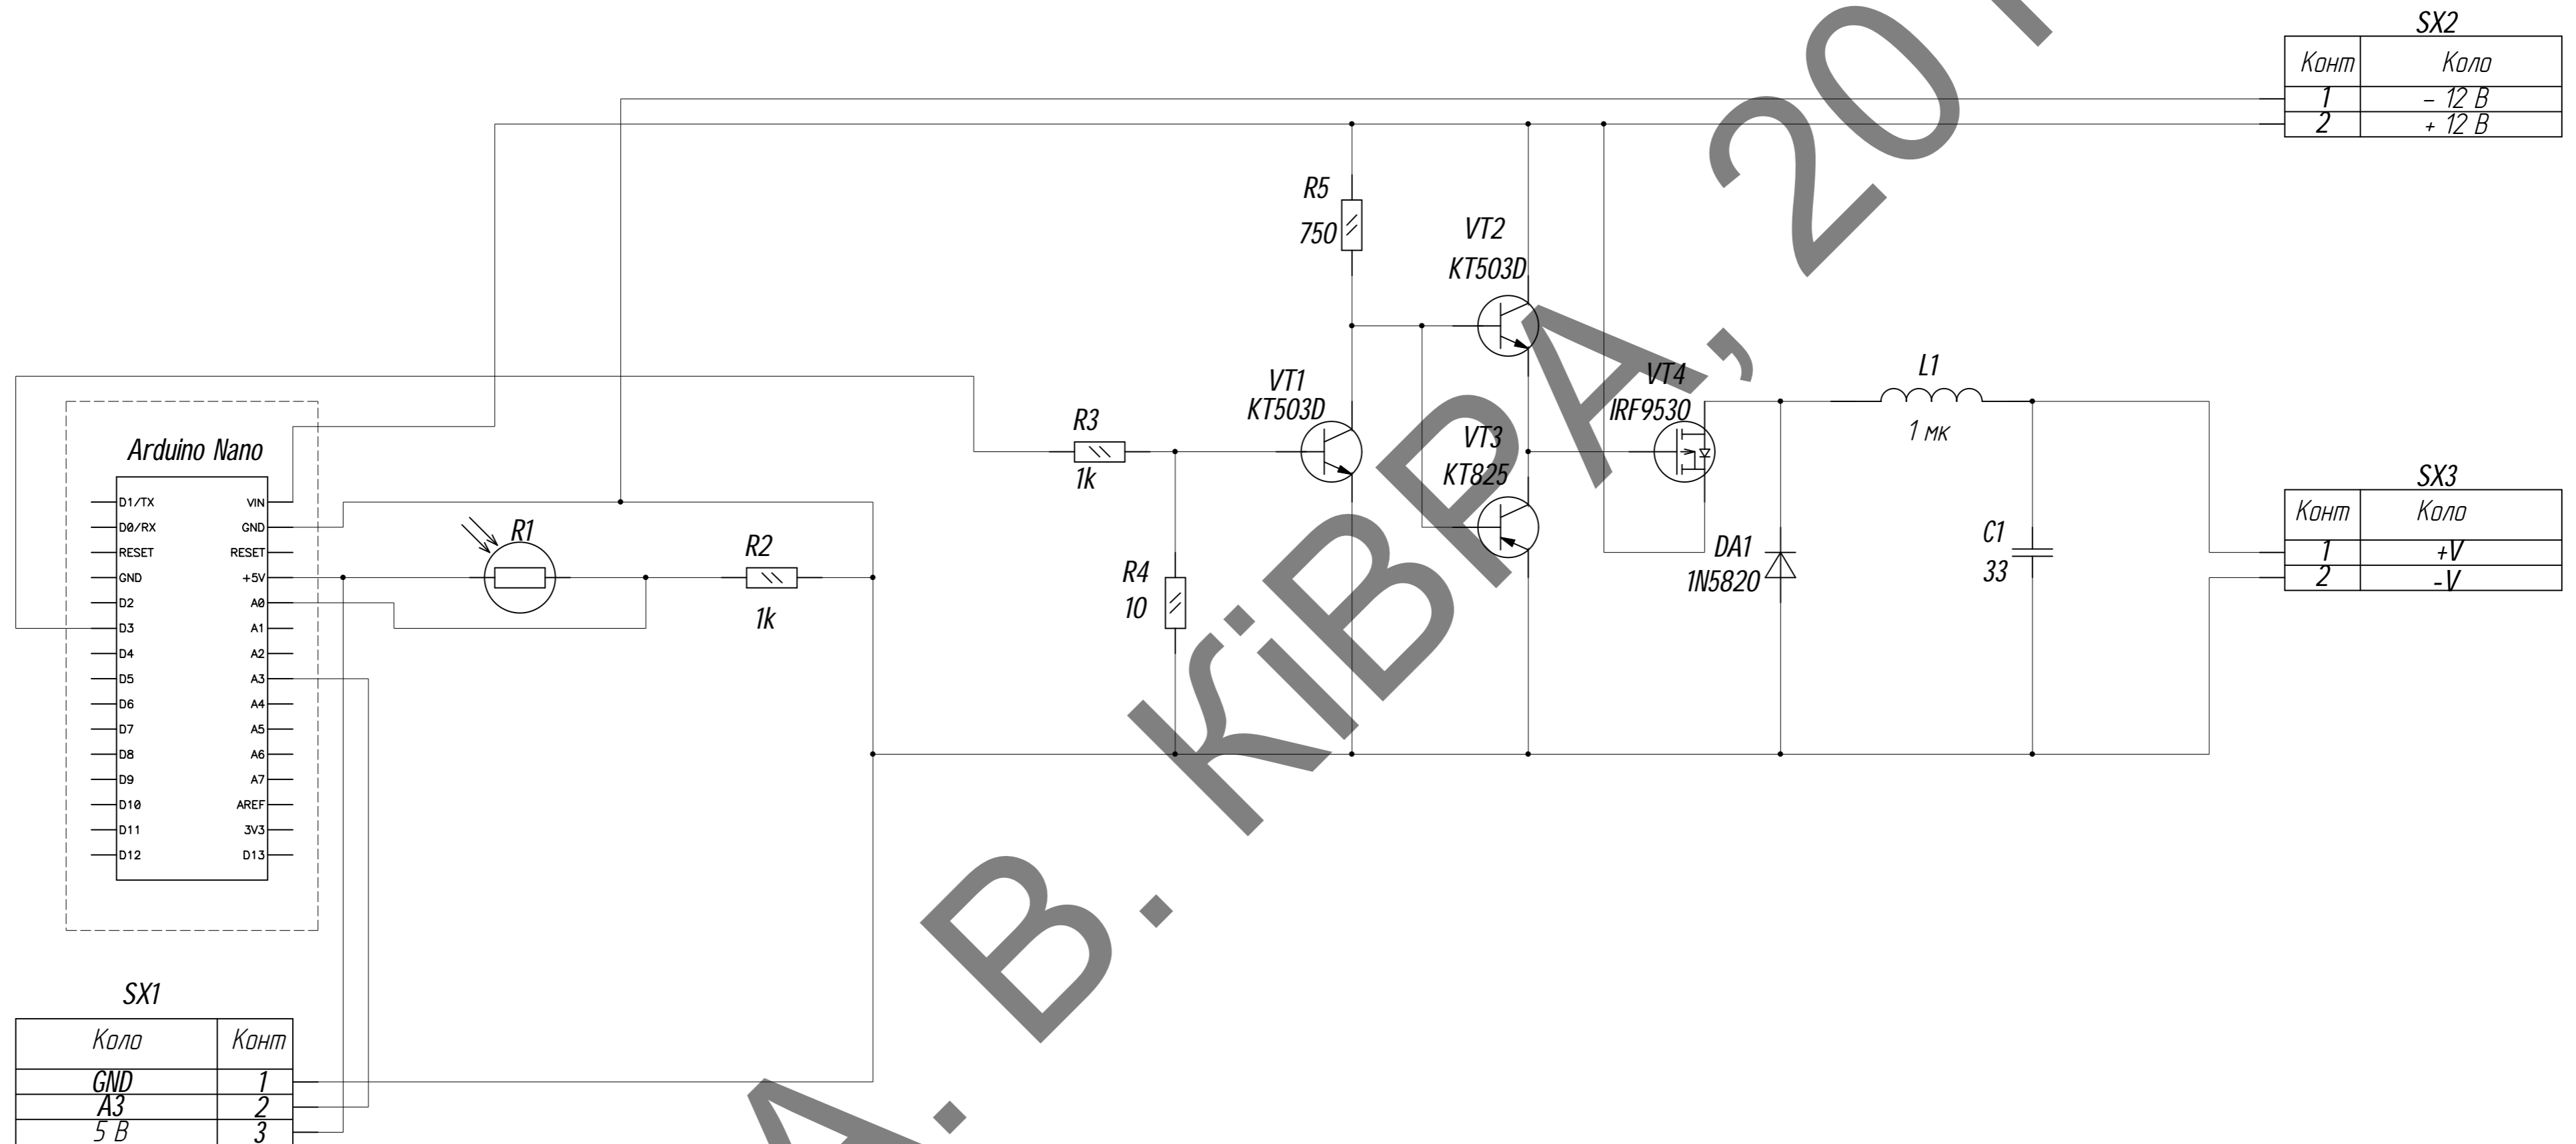 SX2
Конт Коло
1 - 12 В
2 + 12 В
R5
750
VT2
KT503D
VT1
KT503D
R3
1k
VT4
IRF9530
VT3
KT825
L1
1 мк
SX3
Конт Коло
1 +V
2 -V
Arduino Nano
D1/TX VIN
D0/RX GND
RESET RESET
GND +5V
D2 A0
D3 A1
D4 A2
D5 A3
D6 A4
D7 A5
D8 A6
D9 A7
D10 AREF
D11 3V3
D12 D13
R1
R2
1k
R4
10
DA1
1N5820
C1
33
SX1
Коло Конт
GND 1
A3 2
5 В 3
А. В. КіВРА, 20